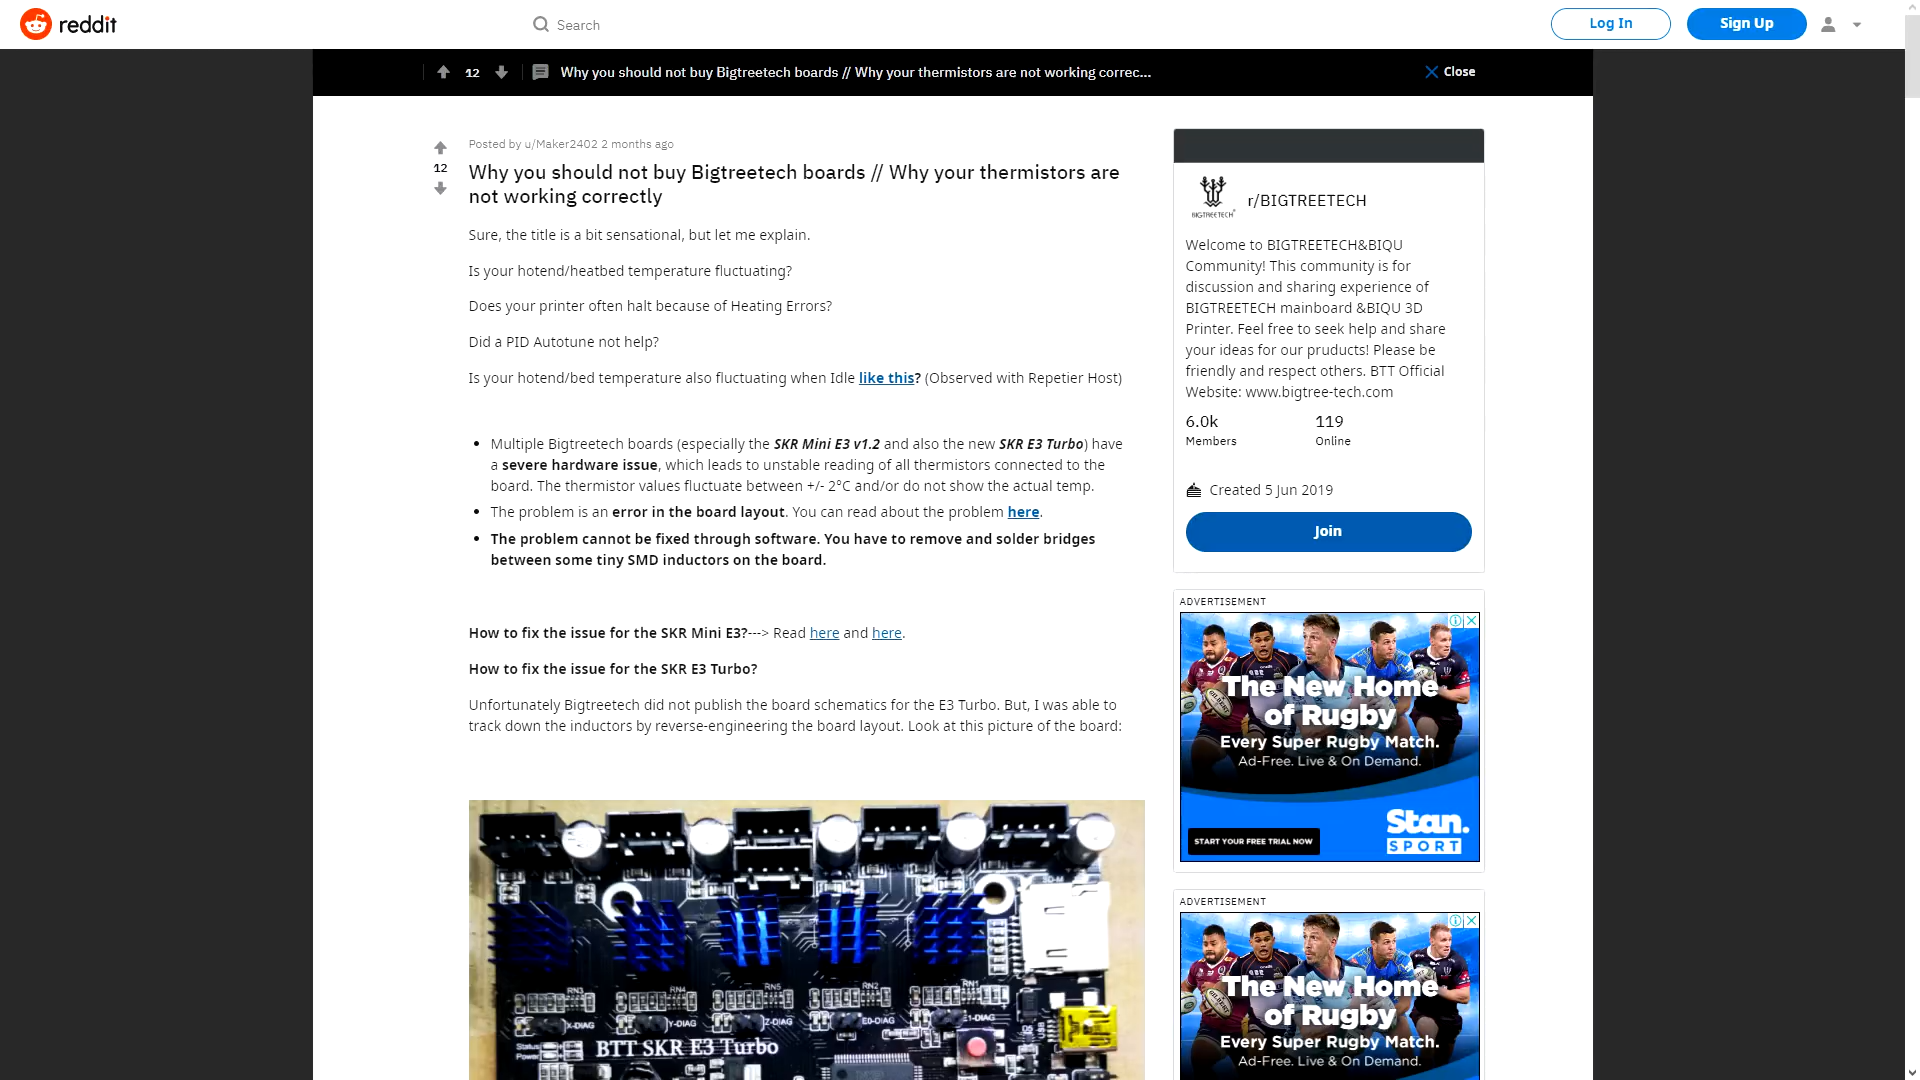 reddit
Search
Log In
Sign Up
12
Why you should not buy Bigtreetech boards // Why your thermistors are not working correc...
Close
Posted by u/Maker2402 2 months ago
12
Why you should not buy Bigtreetech boards // Why your thermistors are
not working correctly
Sure, the title is a bit sensational, but let me explain.
Is your hotend/heatbed temperature fluctuating?
Does your printer often halt because of Heating Errors?
Did a PID Autotune not help?
Is your hotend/bed temperature also fluctuating when Idle like this? (Observed with Repetier Host)
Multiple Bigtreetech boards (especially the SKR Mini E3 v1.2 and also the new SKR E3 Turbo) have
a severe hardware issue, which leads to unstable reading of all thermistors connected to the
board. The thermistor values fluctuate between +/- 2°C and/or do not show the actual temp.
The problem is an error in the board layout. You can read about the problem here.
The problem cannot be fixed through software. You have to remove and solder bridges
between some tiny SMD inductors on the board.
How to fix the issue for the SKR Mini E3?---> Read here and here.
How to fix the issue for the SKR E3 Turbo?
Unfortunately Bigtreetech did not publish the board schematics for the E3 Turbo. But, I was able to
track down the inductors by reverse-engineering the board layout. Look at this picture of the board:
SD-M
RN3
RN4
RN5
RN2
RN1
X-DIAG
Y-DIAG
Z-DIAG
E0-DIAG
E1-DIAG
USB
Status
Power
BTT SKR E3 Turbo
BIGTREETECH
r/BIGTREETECH
Welcome to BIGTREETECH&BIQU
Community! This community is for
discussion and sharing experience of
BIGTREETECH mainboard &BIQU 3D
Printer. Feel free to seek help and share
your ideas for our pruducts! Please be
friendly and respect others. BTT Official
Website: www.bigtree-tech.com
6.0k
119
Members
Online
Created 5 Jun 2019
Join
ADVERTISEMENT
The New Home
of Rugby
Every Super Rugby Match.
Ad-Free. Live & On Demand.
START YOUR FREE TRIAL NOW
Stan.
SPORT
ADVERTISEMENT
The New Home
of Rugby
Every Super Rugby Match.
Ad-Free. Live & On Demand.